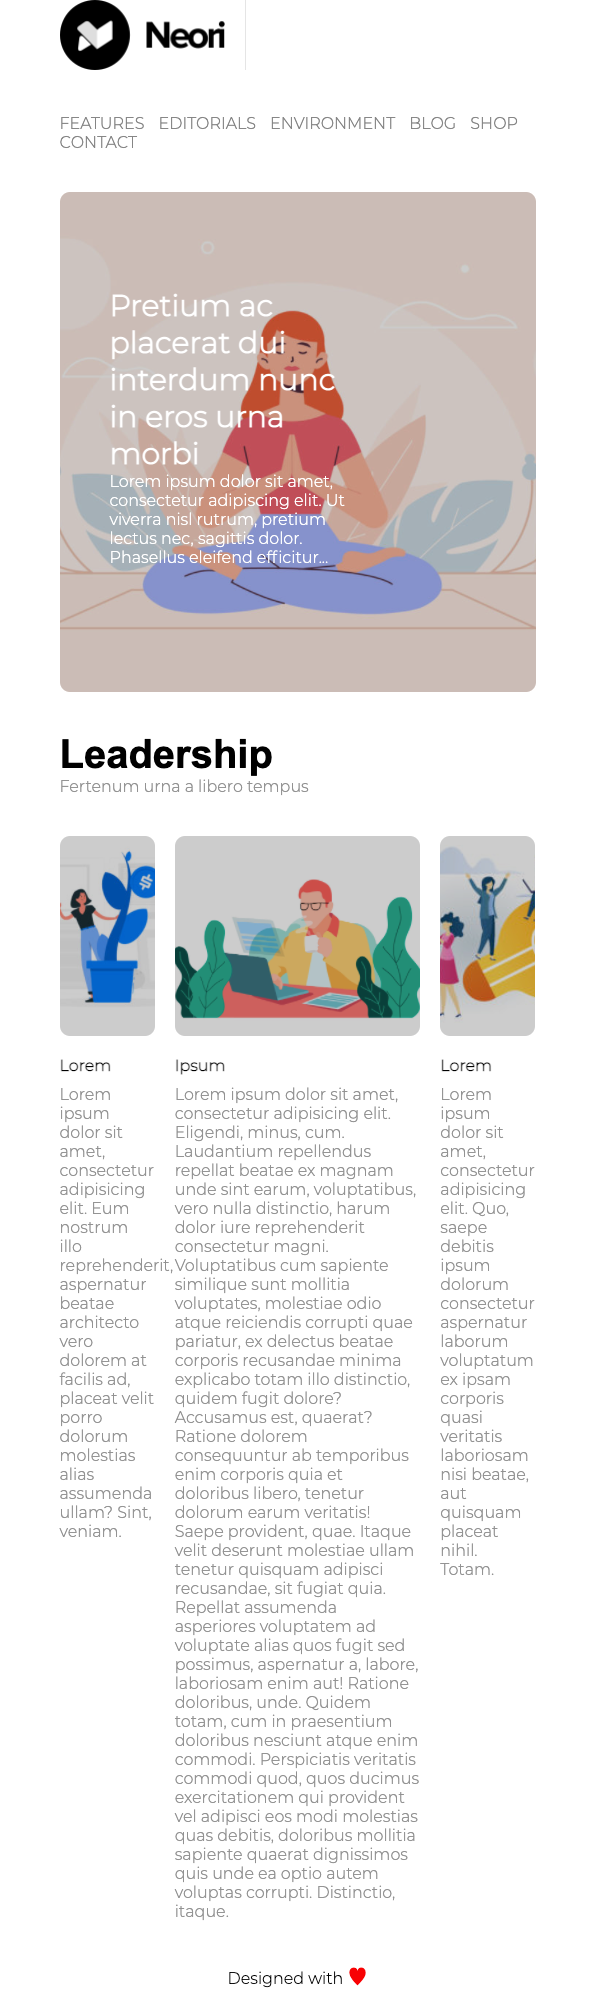 Neori
FEATURES EDITORIALS ENVIRONMENT BLOG SHOP
CONTACT
Pretium ac
placerat dui
interdum nunc
in eros urna
morbi
Lorem ipsum dolor sit amet,
consectetur adipiscing elit. Ut
viverra nisl rutrum, pretium
lectus nec, sagittis dolor.
Phasellus eleifend efficitur...
Leadership
Fertenum urna a libero tempus
Lorem
Lorem
ipsum
dolor sit
amet,
consectetur
adipisicing
elit. Eum
nostrum
illo
reprehenderit,
aspernatur
beatae
architecto
vero
dolorem at
facilis ad,
placeat velit
porro
dolorum
molestias
alias
assumenda
ullam? Sint,
veniam.
Ipsum
Lorem ipsum dolor sit amet,
consectetur adipisicing elit.
Eligendi, minus, cum.
Laudantium repellendus
repellat beatae ex magnam
unde sint earum, voluptatibus,
vero nulla distinctio, harum
dolor iure reprehenderit
consectetur magni.
Voluptatibus cum sapiente
similique sunt mollitia
voluptates, molestiae odio
atque reiciendis corrupti quae
pariatur, ex delectus beatae
corporis recusandae minima
explicabo totam illo distinctio,
quidem fugit dolore?
Accusamus est, quaerat?
Ratione dolorem
consequuntur ab temporibus
enim corporis quia et
doloribus libero, tenetur
dolorum earum veritatis!
Saepe provident, quae. Itaque
velit deserunt molestiae ullam
tenetur quisquam adipisci
recusandae, sit fugiat quia.
Repellat assumenda
asperiores voluptatem ad
voluptate alias quos fugit sed
possimus, aspernatur a, labore,
laboriosam enim aut! Ratione
doloribus, unde. Quidem
totam, cum in praesentium
doloribus nesciunt atque enim
commodi. Perspiciatis veritatis
commodi quod, quos ducimus
exercitationem qui provident
vel adipisci eos modi molestias
quas debitis, doloribus mollitia
sapiente quaerat dignissimos
quis unde ea optio autem
voluptas corrupti. Distinctio,
itaque.
Lorem
Lorem
ipsum
dolor sit
amet,
consectetur
adipisicing
elit. Quo,
saepe
debitis
ipsum
dolorum
consectetur
aspernatur
laborum
voluptatum
ex ipsam
corporis
quasi
veritatis
laboriosam
nisi beatae,
aut
quisquam
placeat
nihil.
Totam.
Designed with ♥